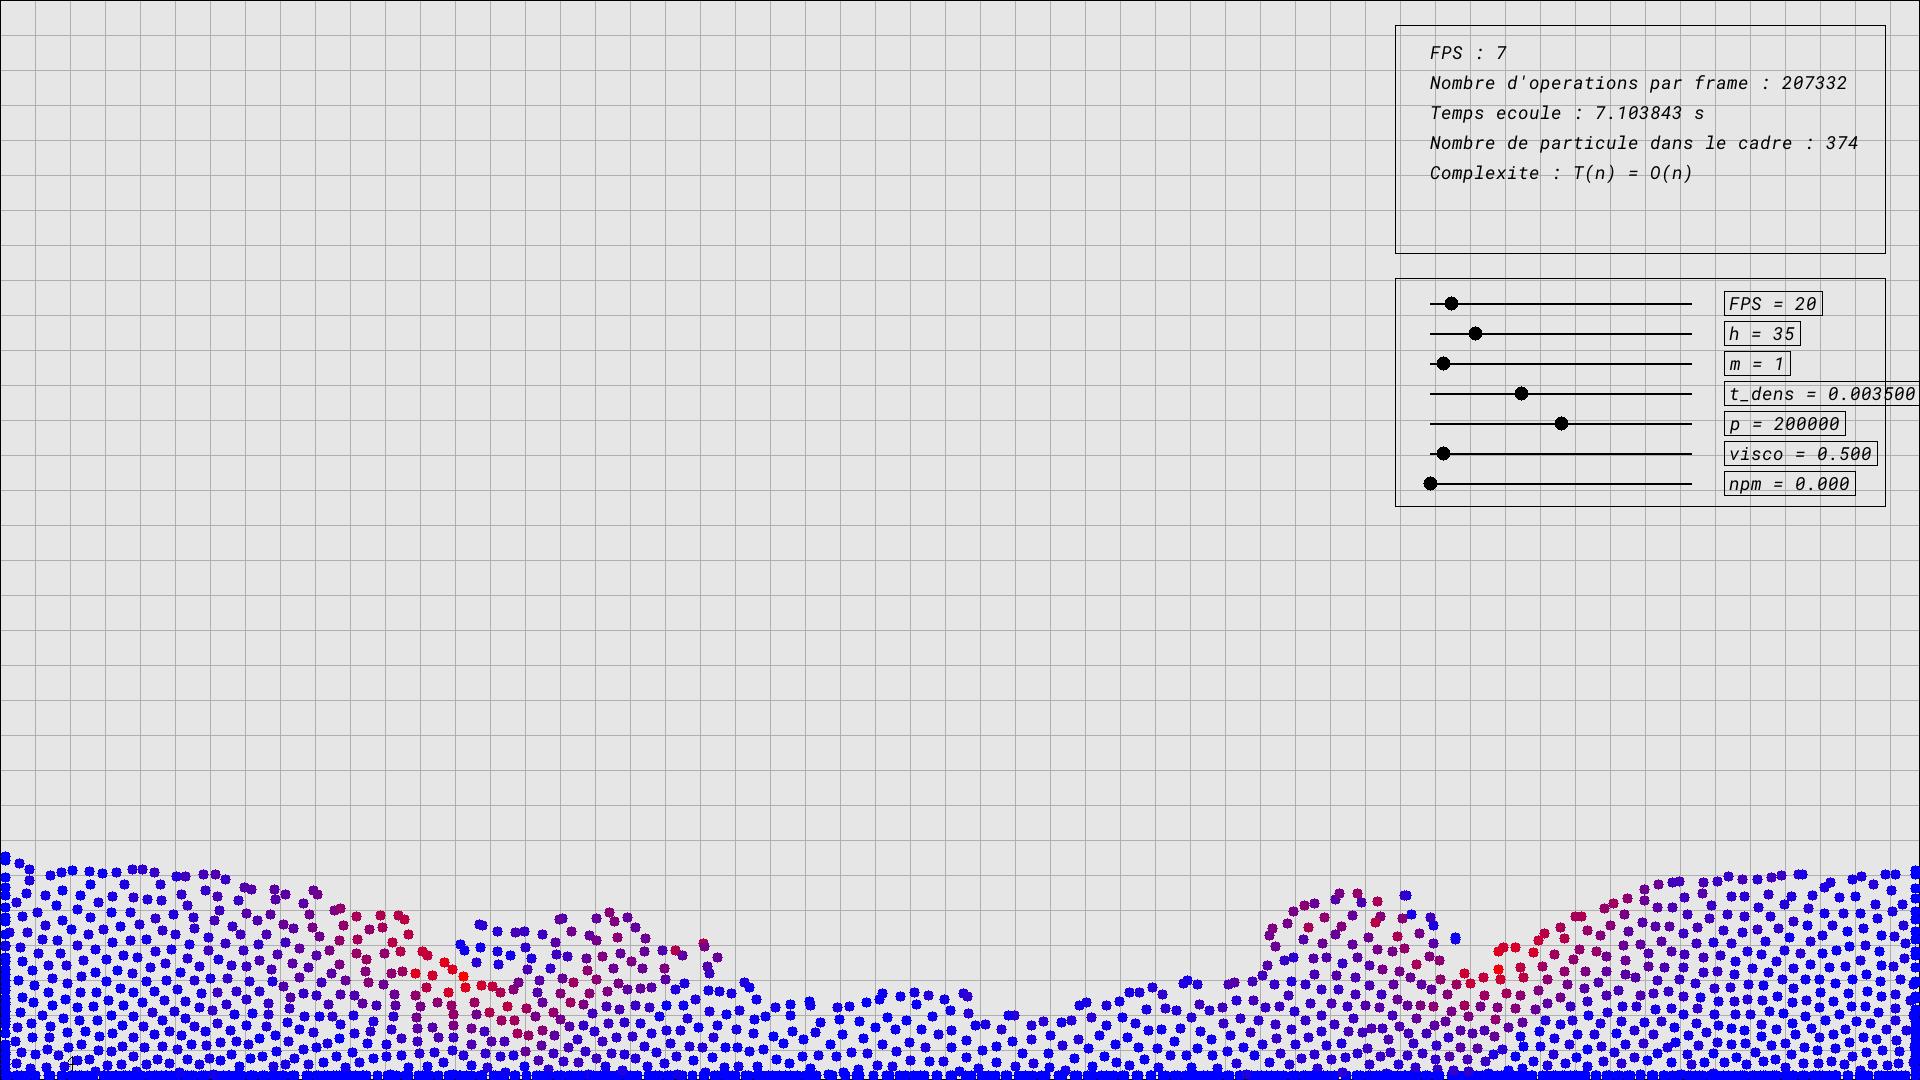 FPS : 7
Nombre d'operations par frame : 207332
Temps ecoule : 7.103843 s
Nombre de particule dans le cadre : 374
Complexite : T(n) = O(n)
FPS = 20
h = 35
m = 1
t_dens = 0.003500
p = 200000
visco = 0.500
npm = 0.000